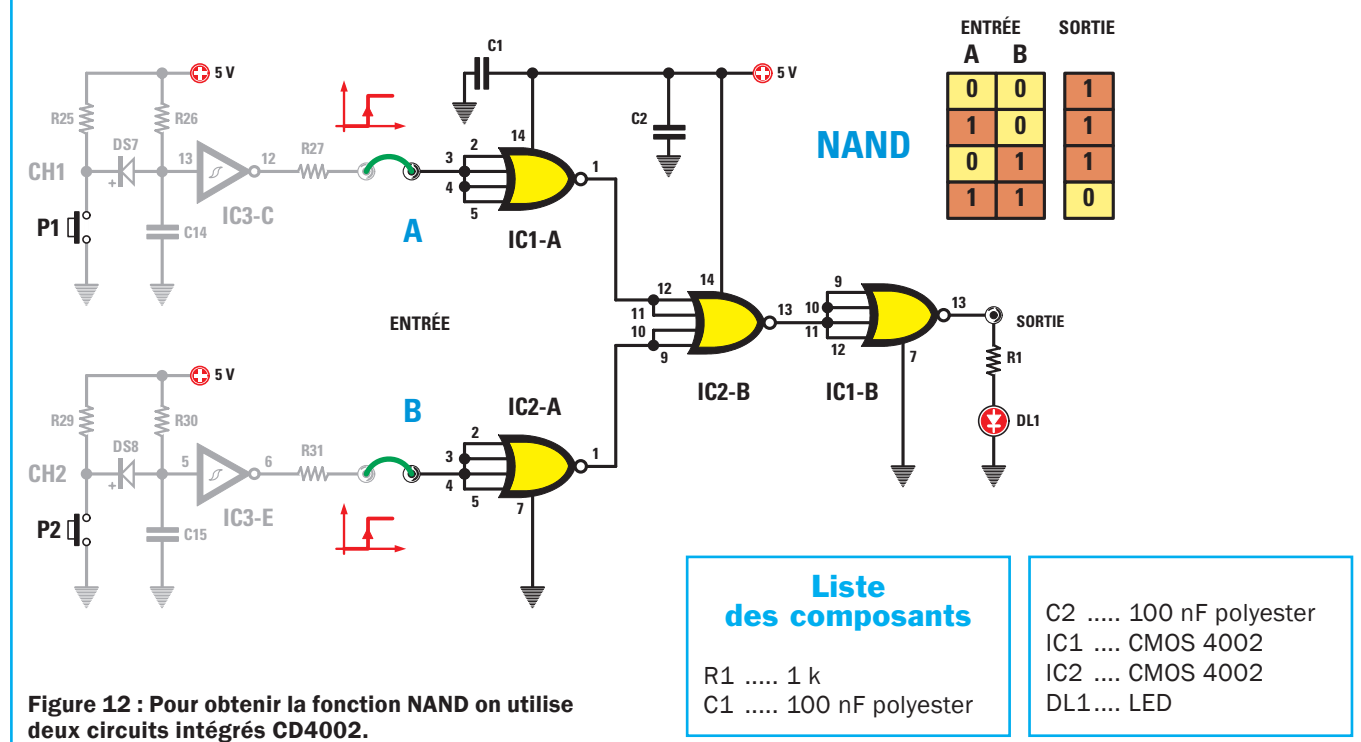 C1
5 V
5 V
R25
R26
C2
14
DS7
CH1
+
13
12
R27
2
3
4
5
1
IC3-C
P1
C14
A
IC1-A
ENTRÉE SORTIE
A B
0 0 1
1 0 1
0 1 1
1 1 0
NAND
12
11
10
9
14
13
9
10
11
12
13
SORTIE
7
R1
IC2-B
IC1-B
DL1
ENTRÉE
5 V
R29
R30
B
IC2-A
DS8
CH2
+
5
6
R31
2
3
4
5
1
7
IC3-E
P2
C15
Liste
des composants
R1 ..... 1 k
C1 ..... 100 nF polyester
C2 ..... 100 nF polyester
IC1 .... CMOS 4002
IC2 .... CMOS 4002
DL1.... LED
Figure 12 : Pour obtenir la fonction NAND on utilise
deux circuits intégrés CD4002.